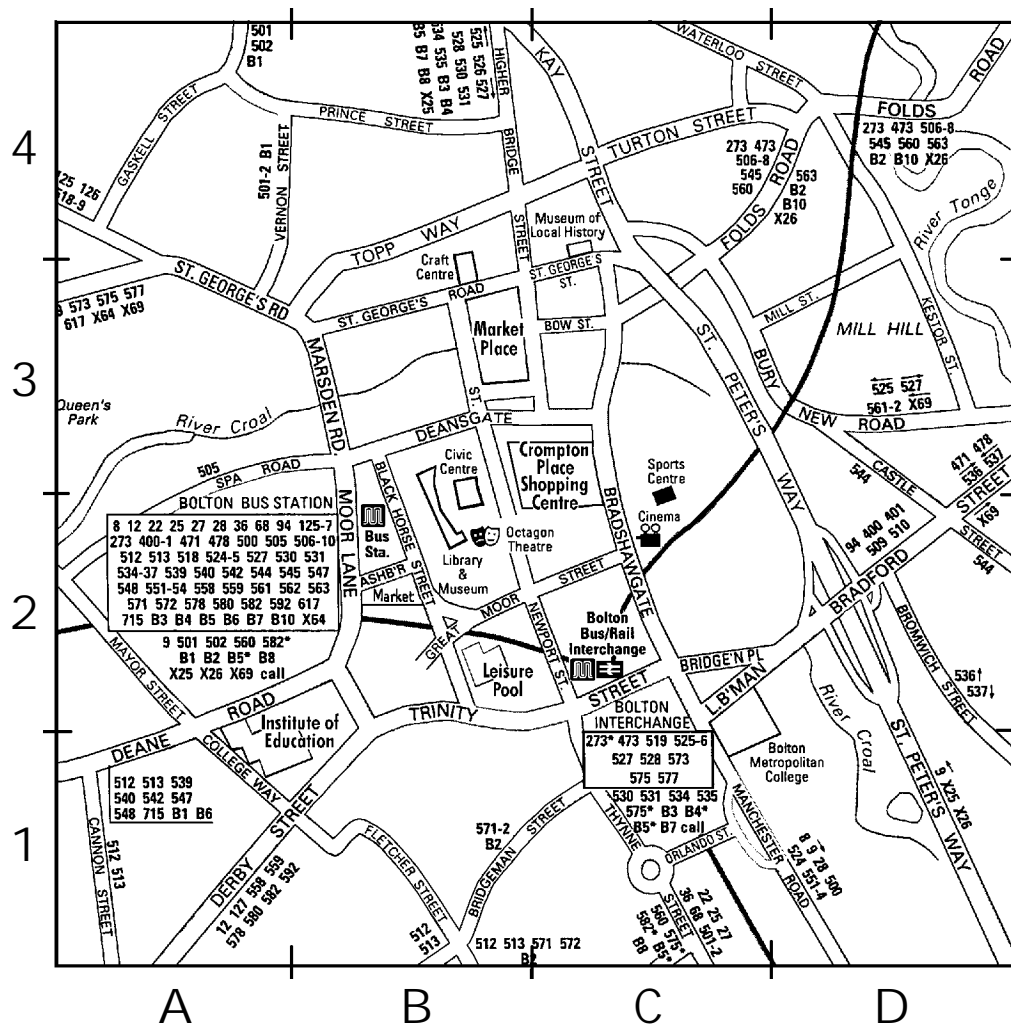 501
502
B1
B5 B7 B8 X25
534 535 B3 B4
528 530 531
525 526 527
HIGHER
BRIDGE
STREET
KAY
STREET
WATERLOO STREET
FOLDS
ROAD
273 473 506-8
545 560 563
B2 B10 X26
4
GASKELL STREET
PRINCE STREET
VERNON STREET
501-2 B1
TURTON STREET
273 473
506-8
545
560
FOLDS ROAD
563
B2
B10
X26
125 126
518-9
River Tonge
TOPP WAY
Museum of
Local History
Craft
Centre
ST. GEORGE'S
ST.
ST. GEORGE'S RD
ST. GEORGE'S ROAD
573 575 577
617 X64 X69
Market
Place
BOW ST.
MILL ST.
MILL HILL
KESTOR ST.
3
MARSDEN RD
ST. PETER'S WAY
BURY
NEW ROAD
525 527
561-2 X69
Queen's
Park
River Croal
ST.
DEANSGATE
505
SPA ROAD
Civic
Centre
Crompton
Place
Shopping
Centre
Sports
Centre
Cinema
CASTLE
STREET
544
471 478
536 537
STREET
X69
544
BOLTON BUS STATION
8 12 22 25 27 28 36 68 94 125-7
273 400-1 471 478 500 505 506-10
512 513 518 524-5 527 530 531
534-37 539 540 542 544 545 547
548 551-54 558 559 561 562 563
571 572 578 580 582 592 617
715 B3 B4 B5 B6 B7 B10 X64
9 501 502 560 582*
B1 B2 B5* B8
X25 X26 X69 call
MOOR LANE
BLACK HORSE STREET
Bus
Sta.
ASHB'R
Market
Library
&
Museum
Octagon
Theatre
BRADSHAWGATE
94 400 401
509 510
BRADFORD
2
GREAT MOOR STREET
NEWPORT ST.
Bolton
Bus/Rail
Interchange
Leisure
Pool
BRIDGE'N PL
L.B'MAN
BROMWICH STREET
536↑
537↓
MAYOR STREET
DEANE ROAD
Institute of
Education
TRINITY STREET
BOLTON
INTERCHANGE
273* 473 519 525-6
527 528 573
575 577
530 531 534 535
575* B3 B4*
B5* B7 call
Bolton
Metropolitan
College
River
Croal
ST. PETER'S WAY
9 X25 X26
512 513 539
540 542 547
548 715 B1 B6
COLLEGE WAY
1
CANNON STREET
512 513
DERBY STREET
12 127 558 559
578 580 582 592
FLETCHER STREET
571-2
B2
BRIDGEMAN STREET
THYNNE
STREET
ORLANDO ST.
MANCHESTER ROAD
8 9 28 500
524 551-4
22 25 27
36 68 501-2
560 575*
582* B5*
B8
512
513
512 513 571 572
B2
A B C D